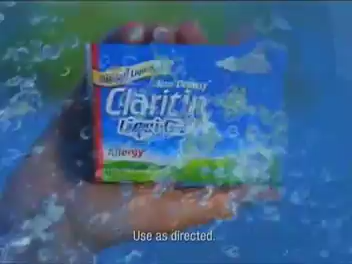 Non-Drowsy
Claritin
Liqui-Gels
Allergy
Use as directed.